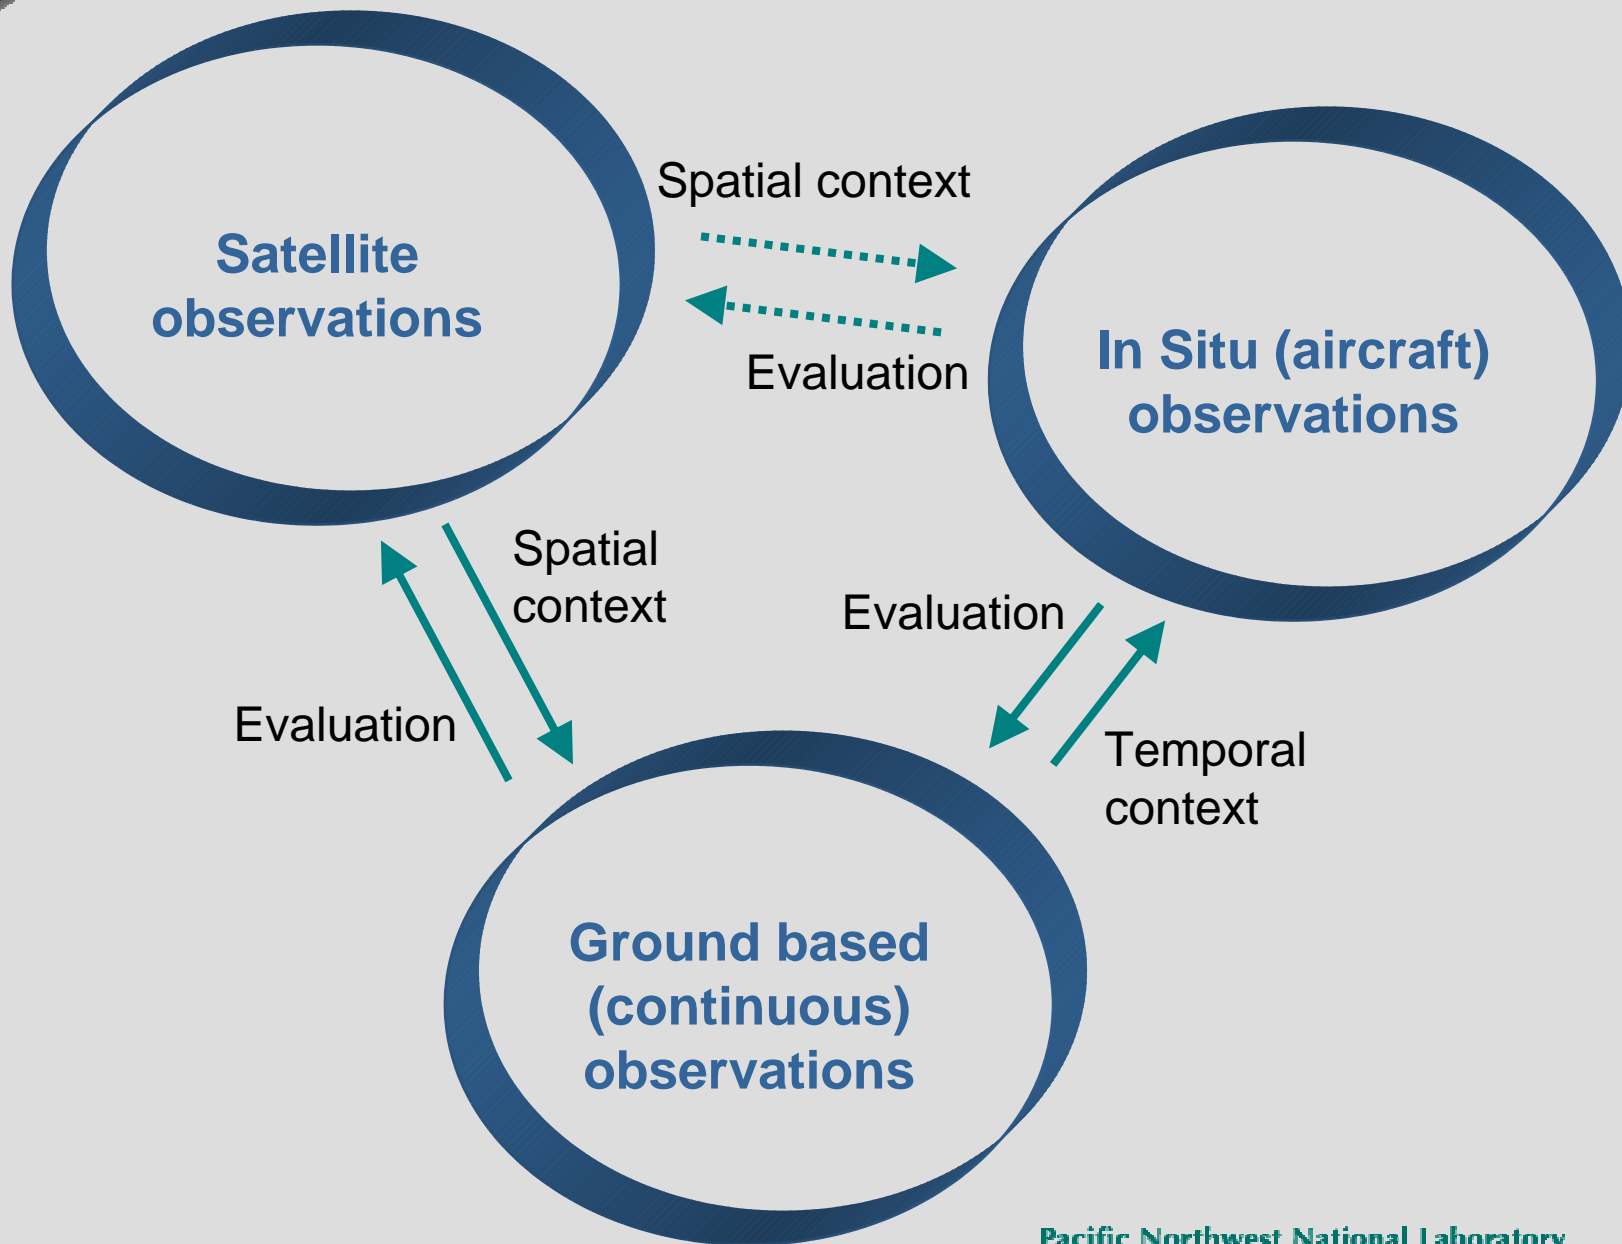 Spatial context
Satellite
observations
Evaluation
In Situ (aircraft)
observations
Spatial
context
Evaluation
Evaluation
Temporal
context
Ground based
(continuous)
observations
Pacific Northwest National Laboratory